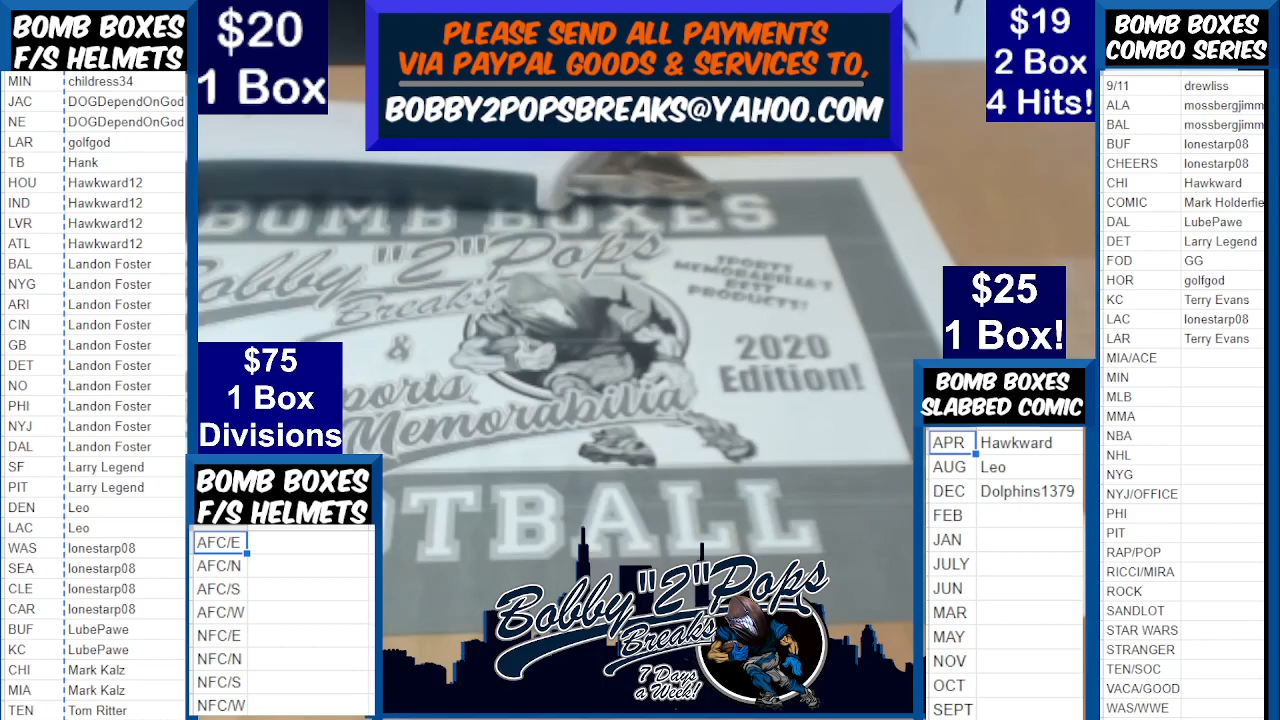 BOMB BOXES
F/S HELMETS
MIN childress34
JAC DOGDependOnGod
NE DOGDependOnGod
LAR golfgod
TB Hank
HOU Hawkward12
IND Hawkward12
LVR Hawkward12
ATL Hawkward12
BAL Landon Foster
NYG Landon Foster
ARI Landon Foster
CIN Landon Foster
GB Landon Foster
DET Landon Foster
NO Landon Foster
PHI Landon Foster
NYJ Landon Foster
DAL Landon Foster
SF Larry Legend
PIT Larry Legend
DEN Leo
LAC Leo
WAS lonestarp08
SEA lonestarp08
CLE lonestarp08
CAR lonestarp08
BUF LubePawe
KC LubePawe
CHI Mark Kalz
MIA Mark Kalz
TEN Tom Ritter
$20
1 Box
$75
1 Box
Divisions
BOMB BOXES
F/S HELMETS
AFC/E
AFC/N
AFC/S
AFC/W
NFC/E
NFC/N
NFC/S
NFC/W
PLEASE SEND ALL PAYMENTS
VIA PAYPAL GOODS & SERVICES TO,
BOBBY2POPSBREAKS@YAHOO.COM
BOMB BOXES
Bobby "2" Pops
Breaks
SPORTS
MEMORABILIA'S
BEST
PRODUCTS!
&
2020
Edition!
ports
Memorabilia
OTBALL
Bobby "2" Pops
Breaks
7 Days
a Week!
$19
2 Box
4 Hits!
$25
1 Box!
BOMB BOXES
SLABBED COMIC
APR Hawkward
AUG Leo
DEC Dolphins1379
FEB
JAN
JULY
JUN
MAR
MAY
NOV
OCT
SEPT
BOMB BOXES
COMBO SERIES
9/11 drewliss
ALA mossbergjimm
BAL mossbergjimm
BUF lonestarp08
CHEERS lonestarp08
CHI Hawkward
COMIC Mark Holderfie
DAL LubePawe
DET Larry Legend
FOD GG
HOR golfgod
KC Terry Evans
LAC lonestarp08
LAR Terry Evans
MIA/ACE
MIN
MLB
MMA
NBA
NHL
NYG
NYJ/OFFICE
PHI
PIT
RAP/POP
RICCI/MIRA
ROCK
SANDLOT
STAR WARS
STRANGER
TEN/SOC
VACA/GOOD
WAS/WWE